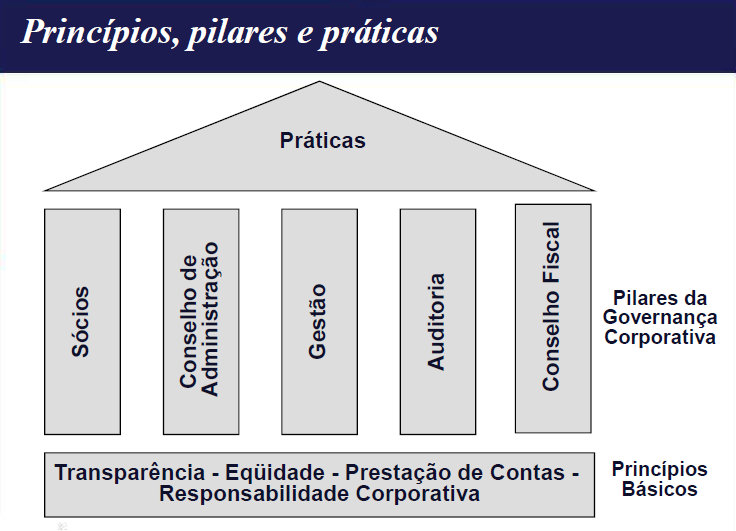 Princípios, pilares e práticas
Práticas
Sócios
Conselho de
Administração
Gestão
Auditoria
Conselho Fiscal
Pilares da
Governança
Corporativa
Transparência - Eqüidade - Prestação de Contas -
Responsabilidade Corporativa
Princípios
Básicos